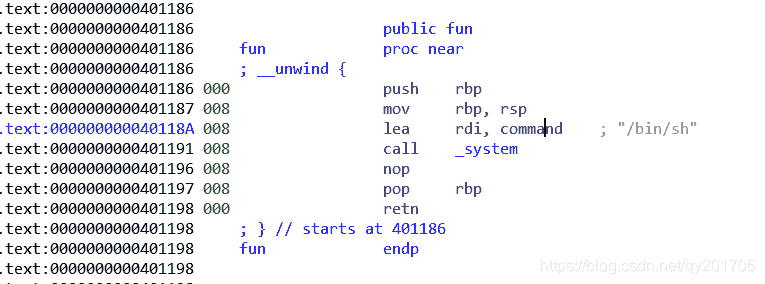 .text:0000000000401186
.text:0000000000401186 public fun
.text:0000000000401186 fun proc near
.text:0000000000401186 ; __unwind {
.text:0000000000401186 000 push rbp
.text:0000000000401187 008 mov rbp, rsp
.text:000000000040118A 008 lea rdi, command ; "/bin/sh"
.text:0000000000401191 008 call _system
.text:0000000000401196 008 nop
.text:0000000000401197 008 pop rbp
.text:0000000000401198 000 retn
.text:0000000000401198 ; } // starts at 401186
.text:0000000000401198 fun endp
.text:0000000000401198
https://blog.csdn.net/qy201706